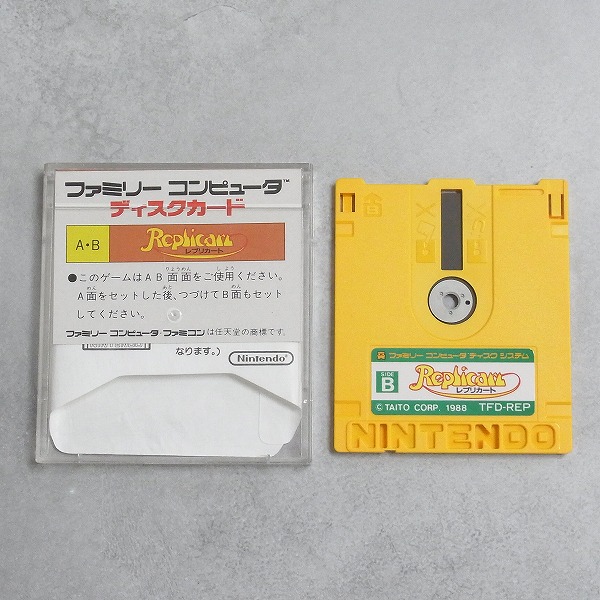 ファミリー コンピュータ™
ディスクカード
A・B
Replicart
レプリカート
●このゲームはAB両面をご使用ください。
A面をセットした後、つづけてB面もセット
してください。
ファミリー コンピュータ・ファミコンは任天堂の商標です。
なります。)
Nintendo
ファミリー コンピュータ ディスク システム
SIDE
B
Replicart
レプリカート
© TAITO CORP. 1988 TFD-REP
NINTENDO